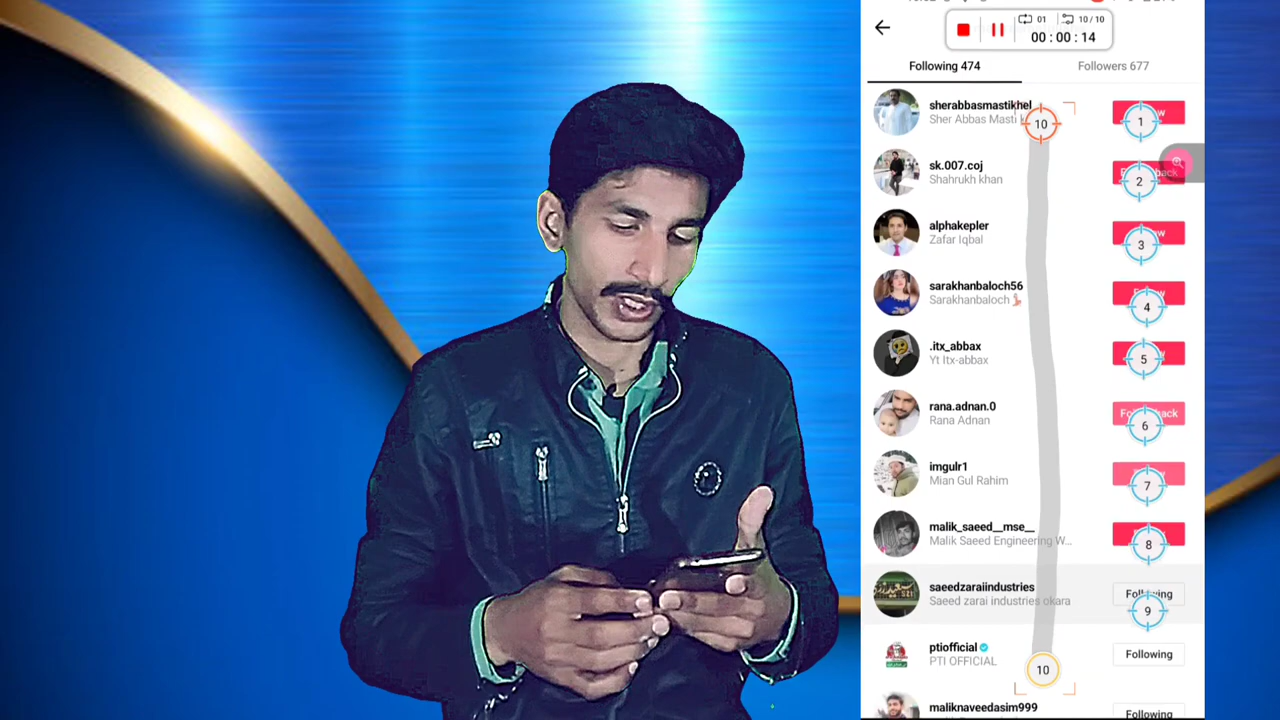 01 10 / 10
00 : 00 : 14
Following 474 Followers 677
sherabbasmastikhel
Sher Abbas Masti
10
1
sk.007.coj
Shahrukh khan
2
alphakepler
Zafar Iqbal
3
sarakhanbaloch56
Sarakhanbaloch
4
.itx_abbax
Yt Itx-abbax
5
rana.adnan.0
Rana Adnan
6
imgulr1
Mian Gul Rahim
7
malik_saeed__mse__
Malik Saeed Engineering W...
8
saeedzaraiindustries
Saeed zarai industries okara
Following
9
ptiofficial
PTI OFFICIAL
Following
10
maliknaveedasim999
Following